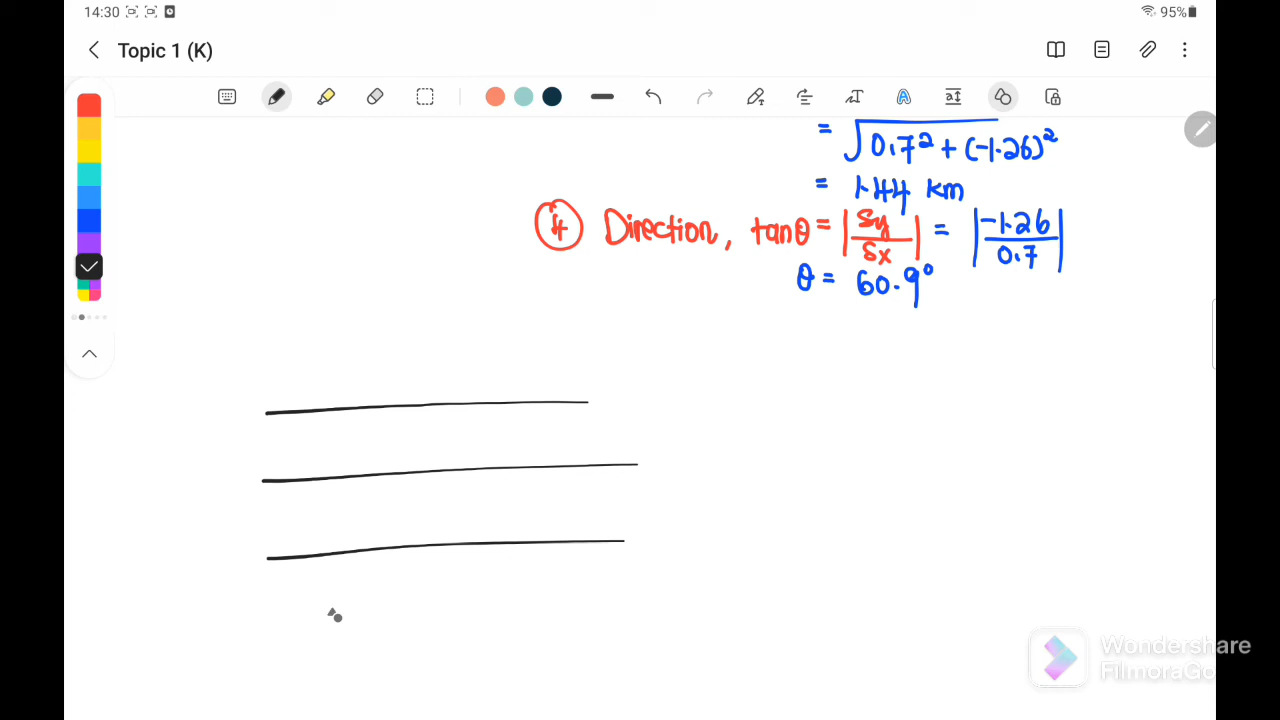 14:30 95%
Topic 1 (K)
= √0.7² + (-1.26)²
= 1.44 km
④ Direction, tanθ = |Sy/Sx| = |-1.26/0.7|
θ = 60.9°
Wondershare
FilmoraGo